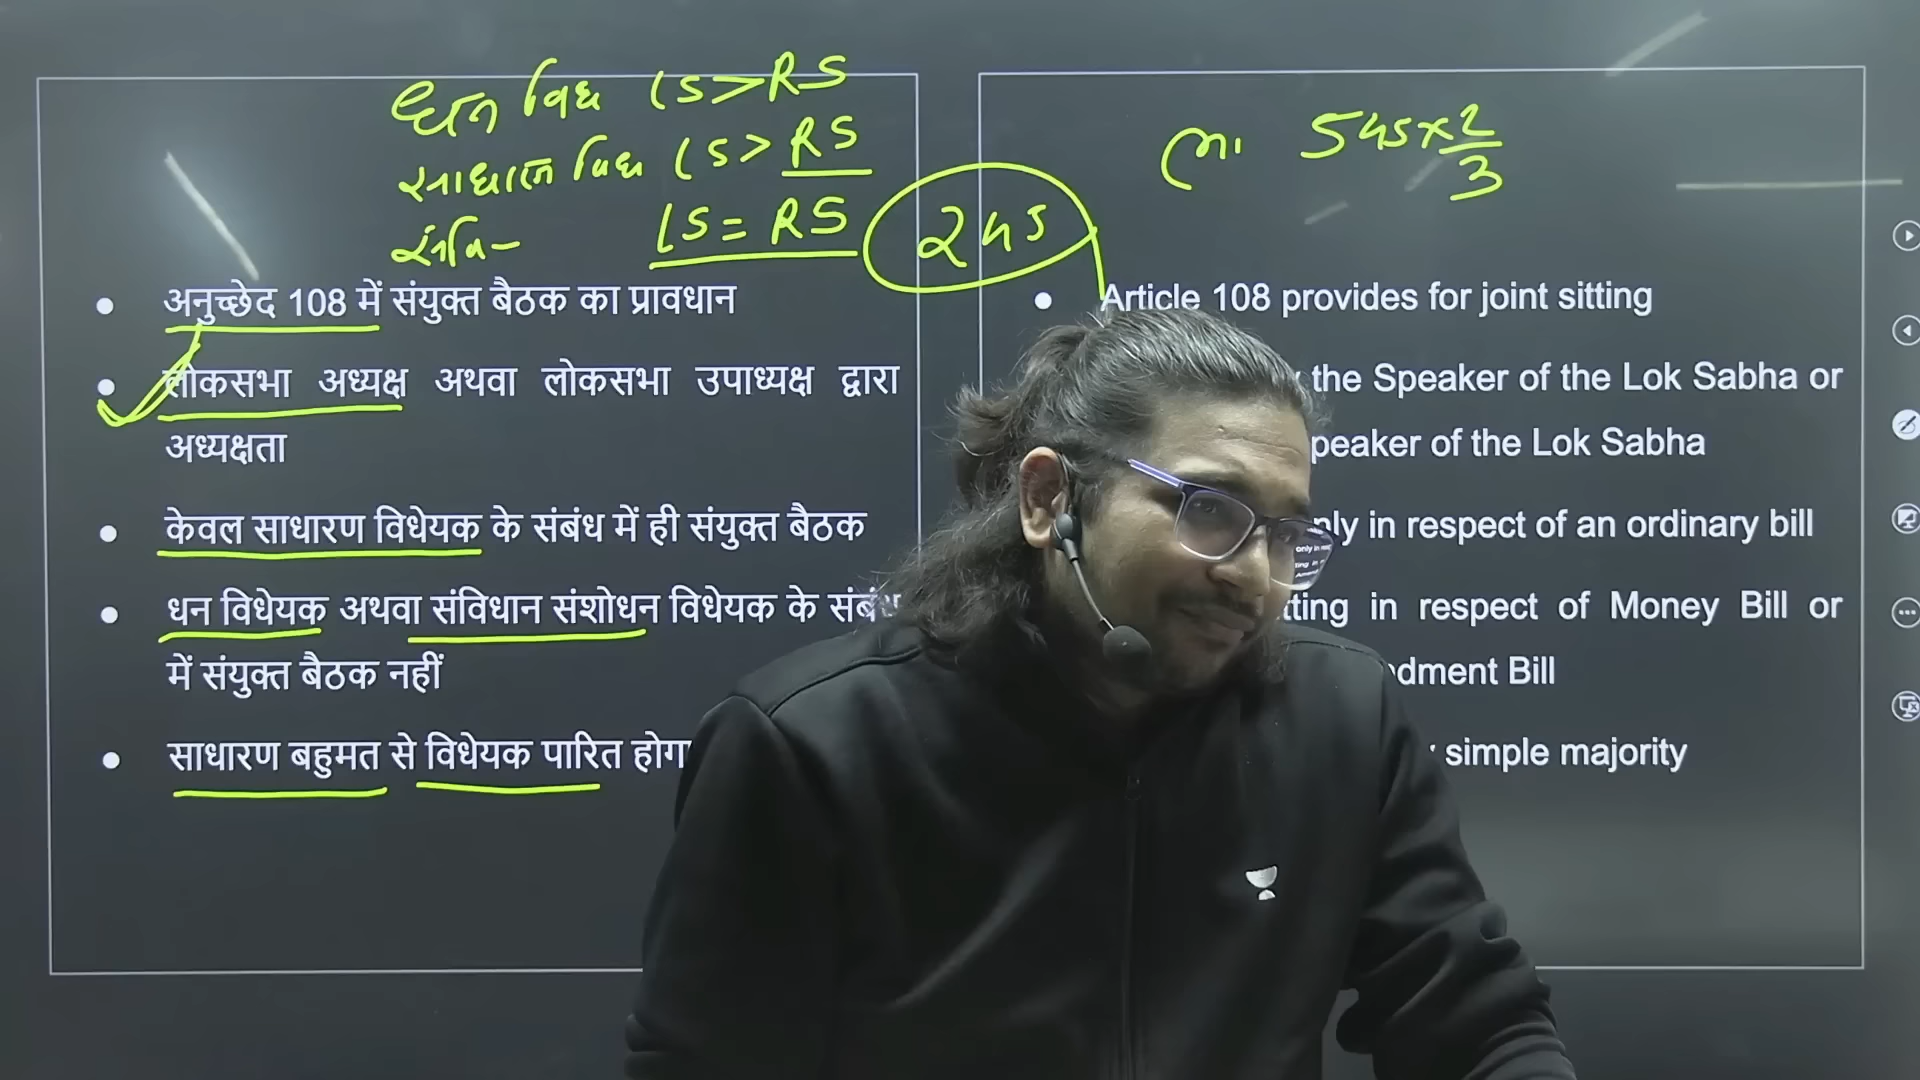 धन विध LS > RS
साधारण विध LS > RS
संवि- LS = RS
245
लो. 545 × 2/3
• अनुच्छेद 108 में संयुक्त बैठक का प्रावधान
• लोकसभा अध्यक्ष अथवा लोकसभा उपाध्यक्ष द्वारा
अध्यक्षता
• केवल साधारण विधेयक के संबंध में ही संयुक्त बैठक
• धन विधेयक अथवा संविधान संशोधन विधेयक के संबंध
में संयुक्त बैठक नहीं
• साधारण बहुमत से विधेयक पारित होगा
• Article 108 provides for joint sitting
the Speaker of the Lok Sabha or
peaker of the Lok Sabha
nly in respect of an ordinary bill
tting in respect of Money Bill or
dment Bill
simple majority